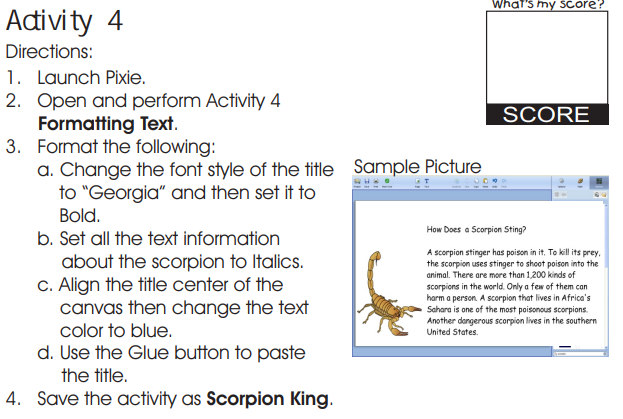 What's my score?
Activity 4
SCORE
Directions:
1. Launch Pixie.
2. Open and perform Activity 4
Formatting Text.
3. Format the following:
a. Change the font style of the title
to "Georgia" and then set it to
Bold.
b. Set all the text information
about the scorpion to Italics.
c. Align the title center of the
canvas then change the text
color to blue.
d. Use the Glue button to paste
the title.
4. Save the activity as Scorpion King.
Sample Picture
How Does a Scorpion Sting?
A scorpion stinger has poison in it. To kill its prey,
the scorpion uses stinger to shoot poison into the
animal. There are more than 1,200 kinds of
scorpions in the world. Only a few of them can
harm a person. A scorpion that lives in Africa's
Sahara is one of the most poisonous scorpions.
Another dangerous scorpion lives in the southern
United States.